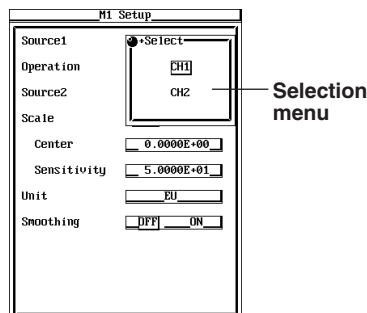 M1 Setup
Source1
+Select
Operation
CH1
Source2
CH2
Selection
menu
Scale
Center
0.0000E+00
Sensitivity
5.0000E+01
Unit
EU
Smoothing
OFF
ON